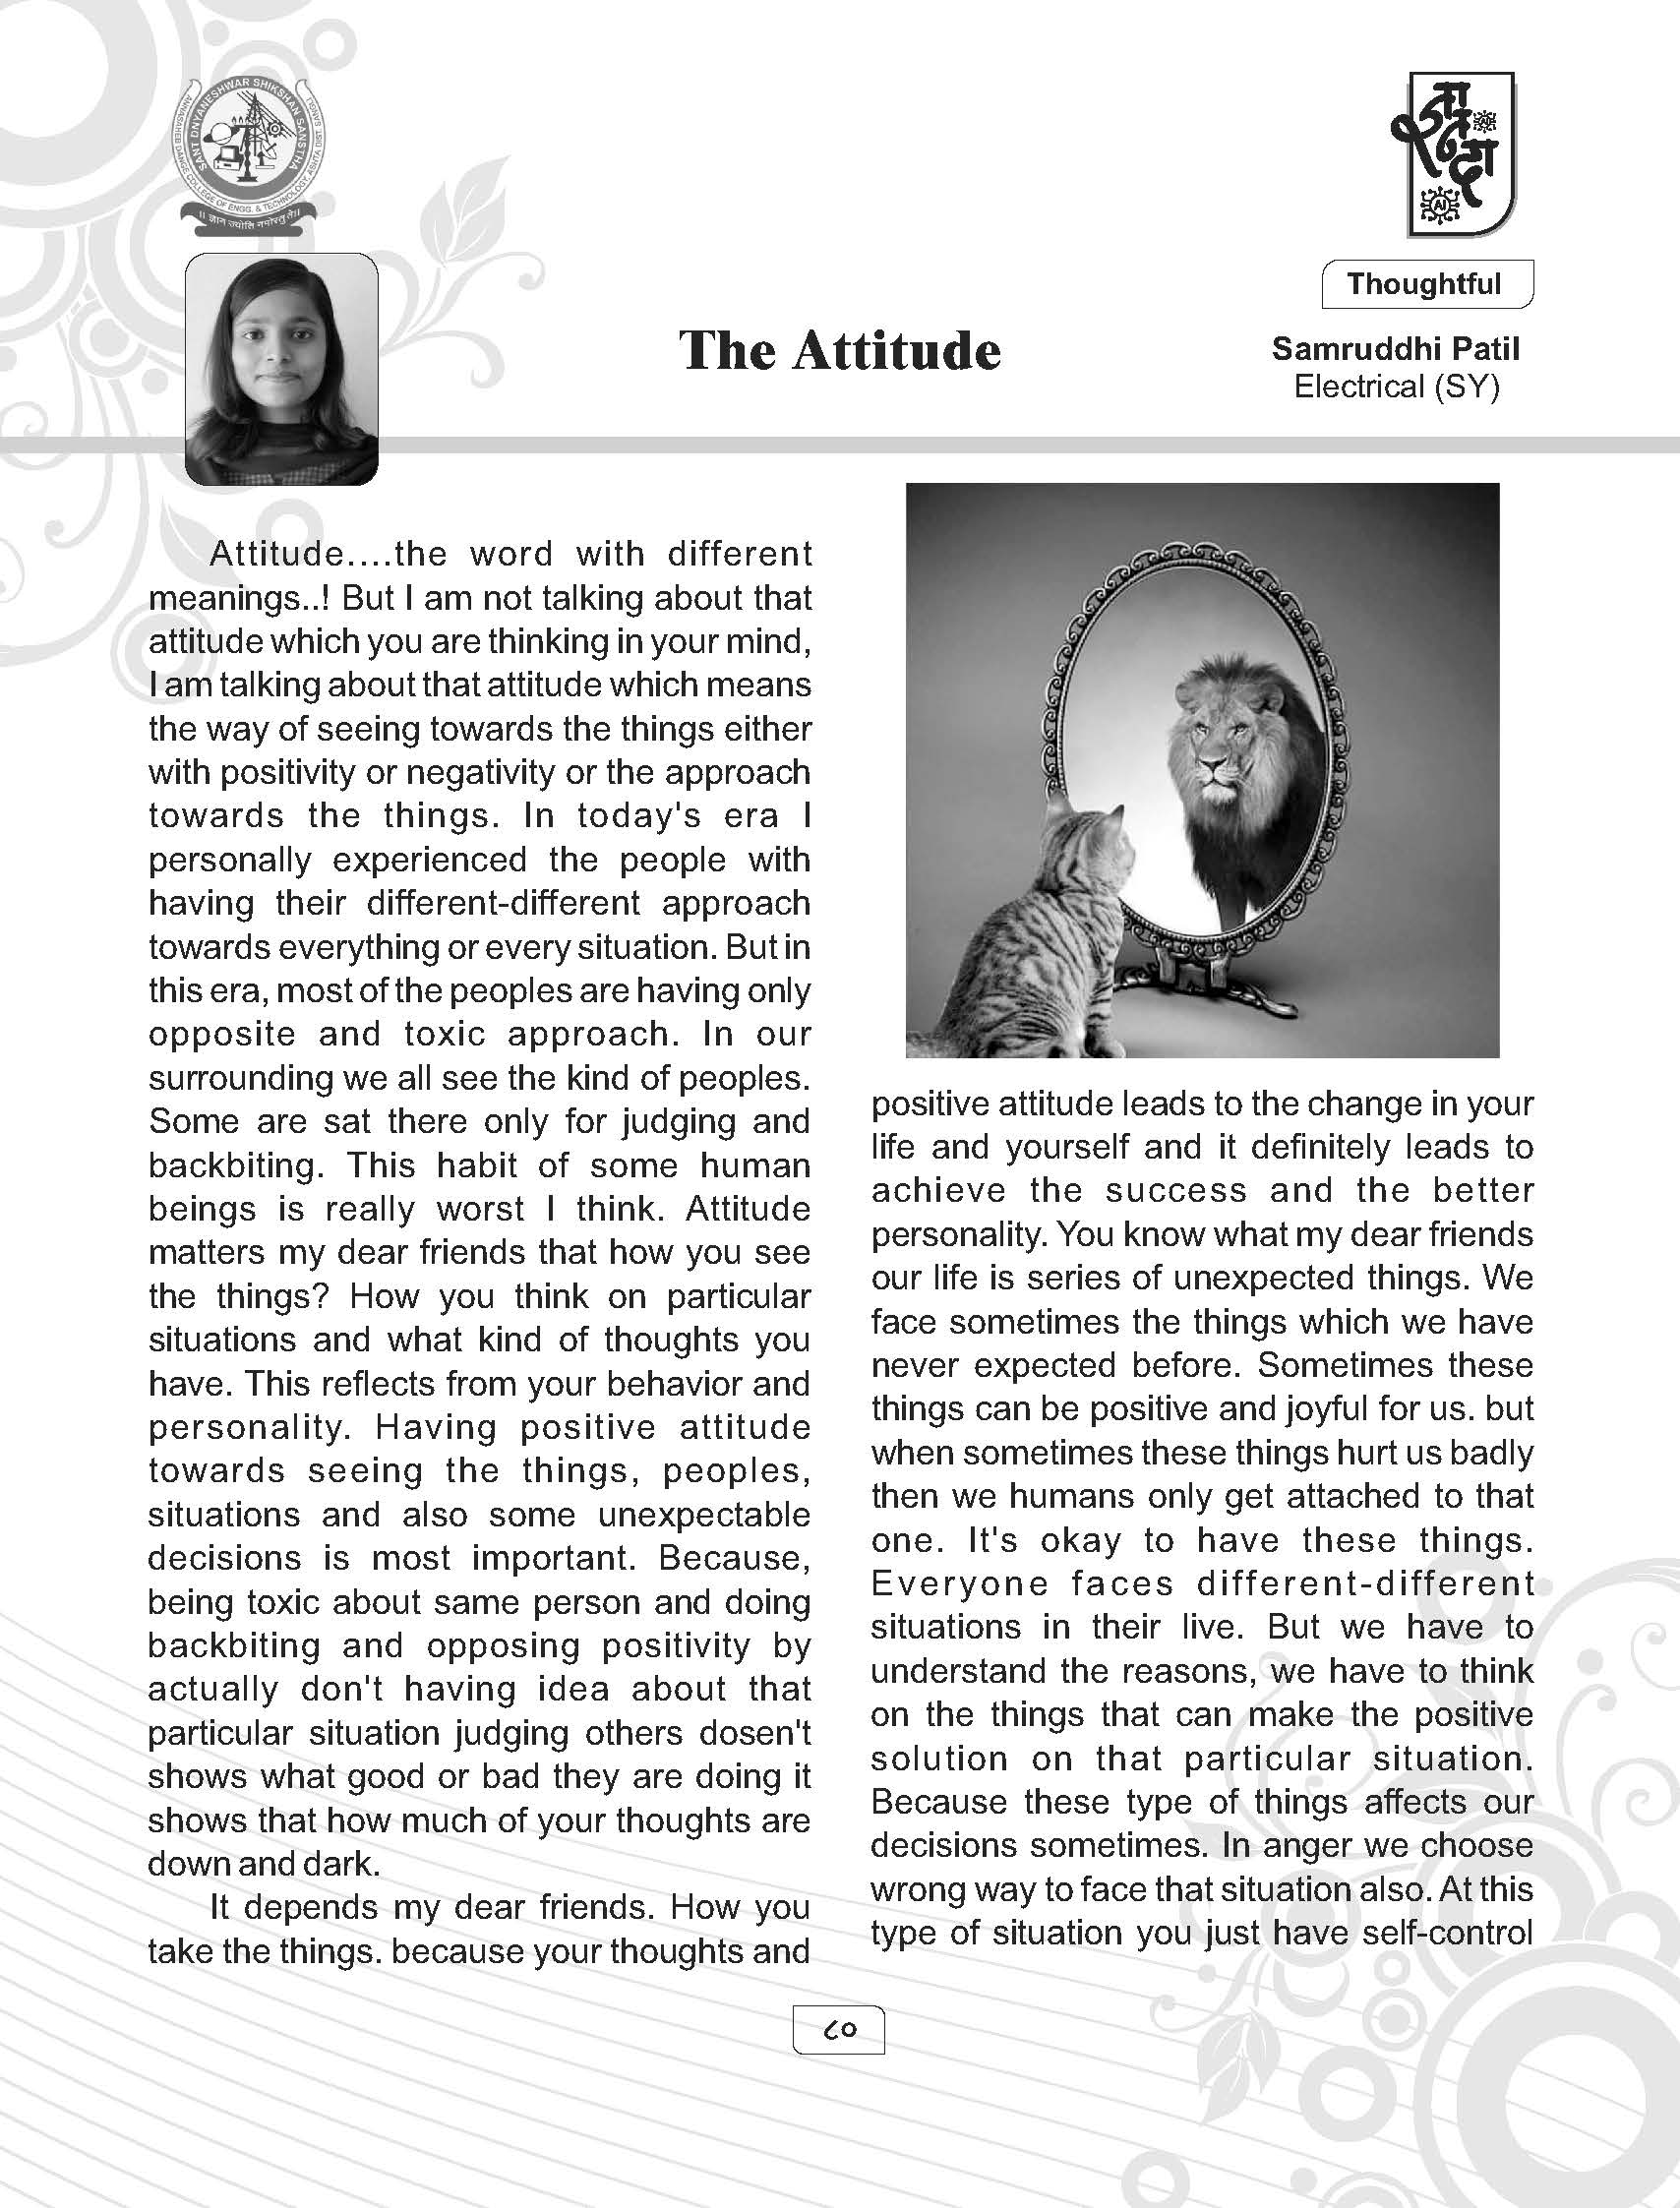 SANT DNYANESHWAR SHIKSHAN SANSTHA
ANNASAHEB DANGE COLLEGE OF ENGG. & TECHNOLOGY, ASHTA DIST. SANGLI
AI
AI
Thoughtful
The Attitude
Samruddhi Patil
Electrical (SY)
Attitude....the word with different
meanings..! But I am not talking about that
attitude which you are thinking in your mind,
I am talking about that attitude which means
the way of seeing towards the things either
with positivity or negativity or the approach
towards the things. In today's era I
personally experienced the people with
having their different-different approach
towards everything or every situation. But in
this era, most of the peoples are having only
opposite and toxic approach. In our
surrounding we all see the kind of peoples.
Some are sat there only for judging and
backbiting. This habit of some human
beings is really worst I think. Attitude
matters my dear friends that how you see
the things? How you think on particular
situations and what kind of thoughts you
have. This reflects from your behavior and
personality. Having positive attitude
towards seeing the things, peoples,
situations and also some unexpectable
decisions is most important. Because,
being toxic about same person and doing
backbiting and opposing positivity by
actually don't having idea about that
particular situation judging others dosen't
shows what good or bad they are doing it
shows that how much of your thoughts are
down and dark.
It depends my dear friends. How you
take the things. because your thoughts and
positive attitude leads to the change in your
life and yourself and it definitely leads to
achieve the success and the better
personality. You know what my dear friends
our life is series of unexpected things. We
face sometimes the things which we have
never expected before. Sometimes these
things can be positive and joyful for us. but
when sometimes these things hurt us badly
then we humans only get attached to that
one. It's okay to have these things.
Everyone faces different-different
situations in their live. But we have to
understand the reasons, we have to think
on the things that can make the positive
solution on that particular situation.
Because these type of things affects our
decisions sometimes. In anger we choose
wrong way to face that situation also. At this
type of situation you just have self-control
८०